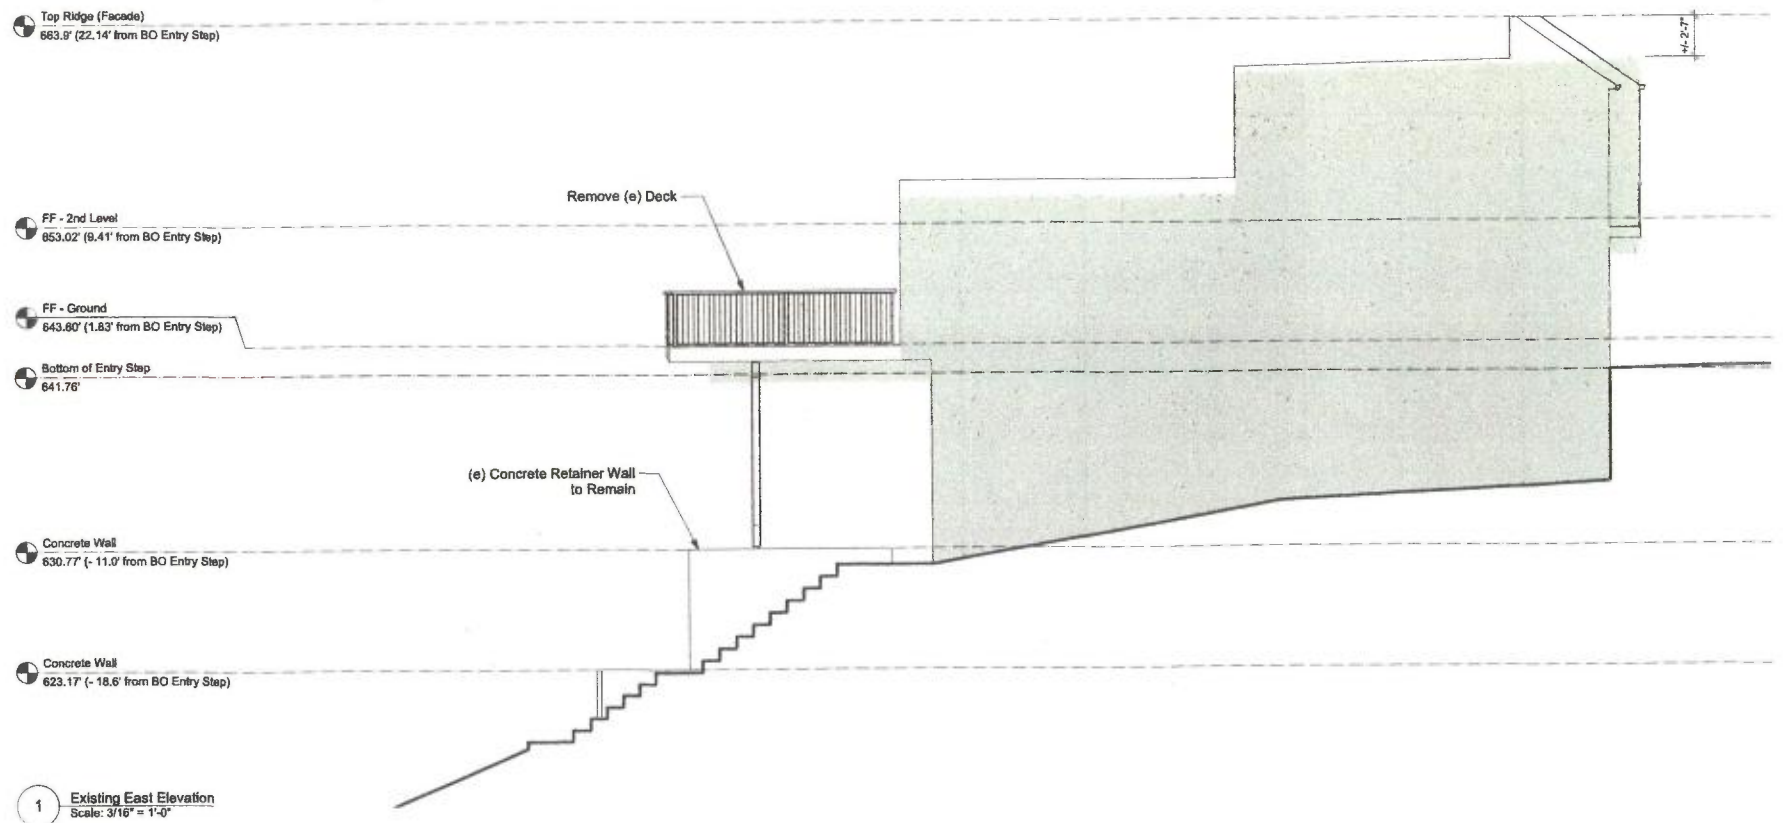 Top Ridge (Facade)
663.9' (22.14' from BO Entry Step)
+/- 2'-7"
Remove (e) Deck
FF - 2nd Level
653.02' (9.41' from BO Entry Step)
FF - Ground
643.60' (1.83' from BO Entry Step)
Bottom of Entry Step
641.76'
(e) Concrete Retainer Wall
to Remain
Concrete Wall
630.77' (- 11.0' from BO Entry Step)
Concrete Wall
623.17' (- 18.6' from BO Entry Step)
1
Existing East Elevation
Scale: 3/16" = 1'-0"